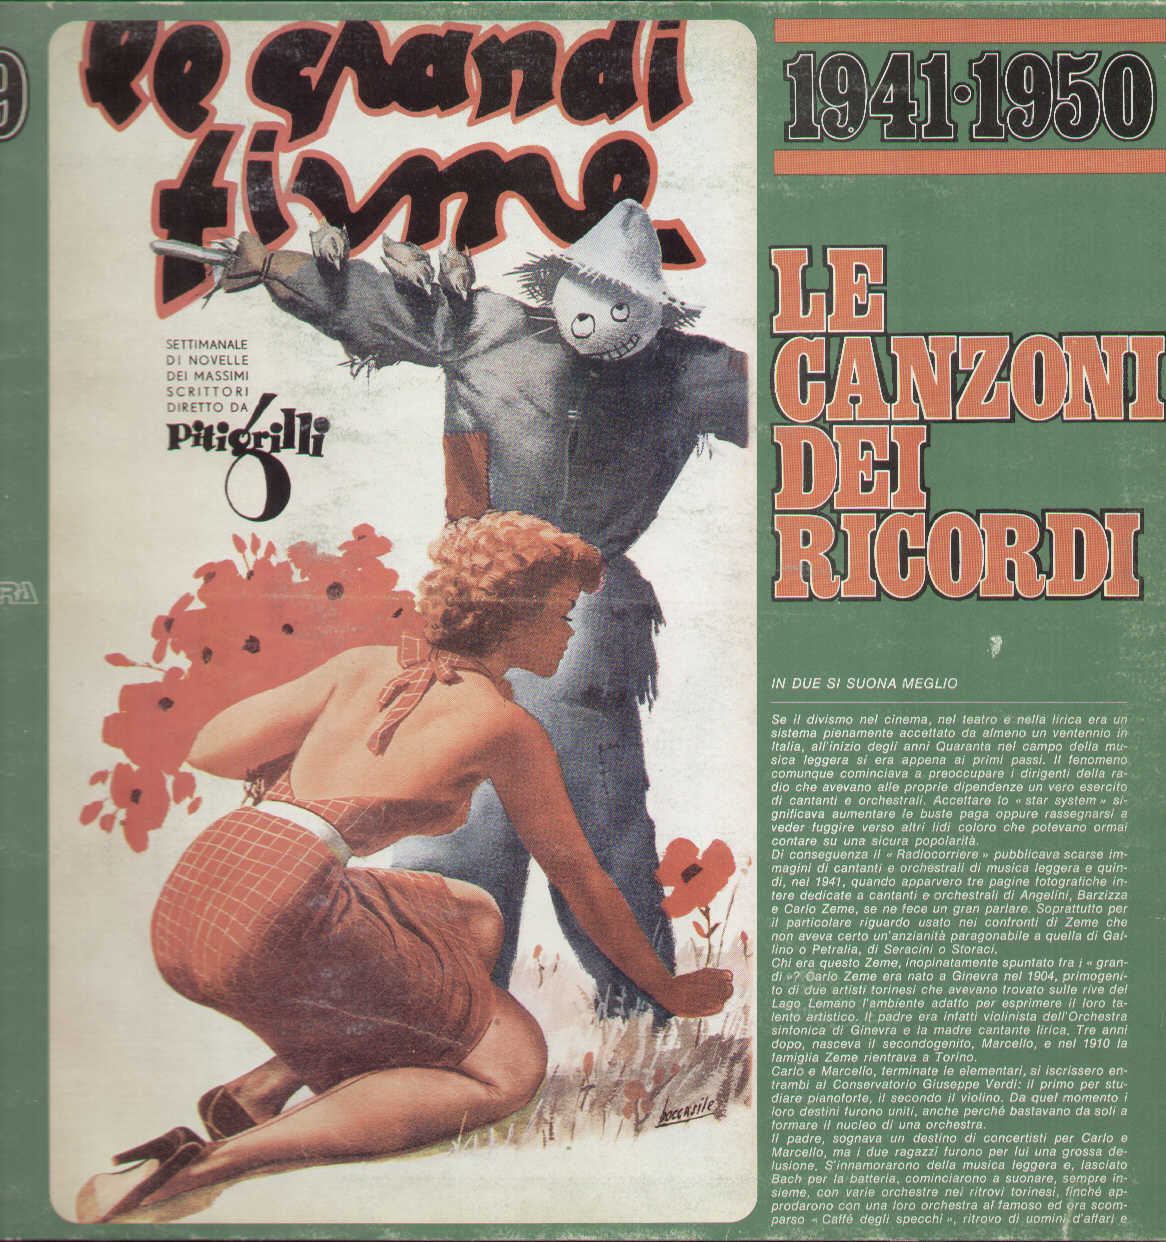 9
RA
le grandi
firme
SETTIMANALE
DI NOVELLE
DEI MASSIMI
SCRITTORI
DIRETTO DA
Pitigrilli
boccasile
1941·1950
LE
CANZONI
DEI
RICORDI
IN DUE SI SUONA MEGLIO
Se il divismo nel cinema, nel teatro e nella lirica era un
sistema pienamente accettato da almeno un ventennio in
Italia, all'inizio degli anni Quaranta nel campo della mu-
sica leggera si era appena ai primi passi. Il fenomeno
comunque cominciava a preoccupare i dirigenti della ra-
dio che avevano alle proprie dipendenze un vero esercito
di cantanti e orchestrali. Accettare lo « star system » si-
gnificava aumentare le buste paga oppure rassegnarsi a
veder fuggire verso altri lidi coloro che potevano ormai
contare su una sicura popolarità.
Di conseguenza il « Radiocorriere » pubblicava scarse im-
magini di cantanti e orchestrali di musica leggera e quin-
di, nel 1941, quando apparvero tre pagine fotografiche in-
tere dedicate a cantanti e orchestrali di Angelini, Barzizza
e Carlo Zeme, se ne fece un gran parlare. Soprattutto per
il particolare riguardo usato nei confronti di Zeme che
non aveva certo un'anzianità paragonabile a quella di Gal-
lino o Petralia, di Seracini o Storaci.
Chi era questo Zeme, inopinatamente spuntato fra i « gran-
di »? Carlo Zeme era nato a Ginevra nel 1904, primogeni-
to di due artisti torinesi che avevano trovato sulle rive del
Lago Lemano l'ambiente adatto per esprimere il loro ta-
lento artistico. Il padre era infatti violinista dell'Orchestra
sinfonica di Ginevra e la madre cantante lirica. Tre anni
dopo, nasceva il secondogenito, Marcello, e nel 1910 la
famiglia Zeme rientrava a Torino.
Carlo e Marcello, terminate le elementari, si iscrissero en-
trambi al Conservatorio Giuseppe Verdi: il primo per stu-
diare pianoforte, il secondo il violino. Da quel momento i
loro destini furono uniti, anche perché bastavano da soli a
formare il nucleo di una orchestra.
Il padre, sognava un destino di concertisti per Carlo e
Marcello, ma i due ragazzi furono per lui una grossa de-
lusione. S'innamorarono della musica leggera e, lasciato
Bach per la batteria, cominciarono a suonare, sempre in-
sieme, con varie orchestre nei ritrovi torinesi, finché ap-
prodarono con una loro orchestra al famoso ed ora scom-
parso « Caffé degli specchi », ritrovo di uomini d'affari e